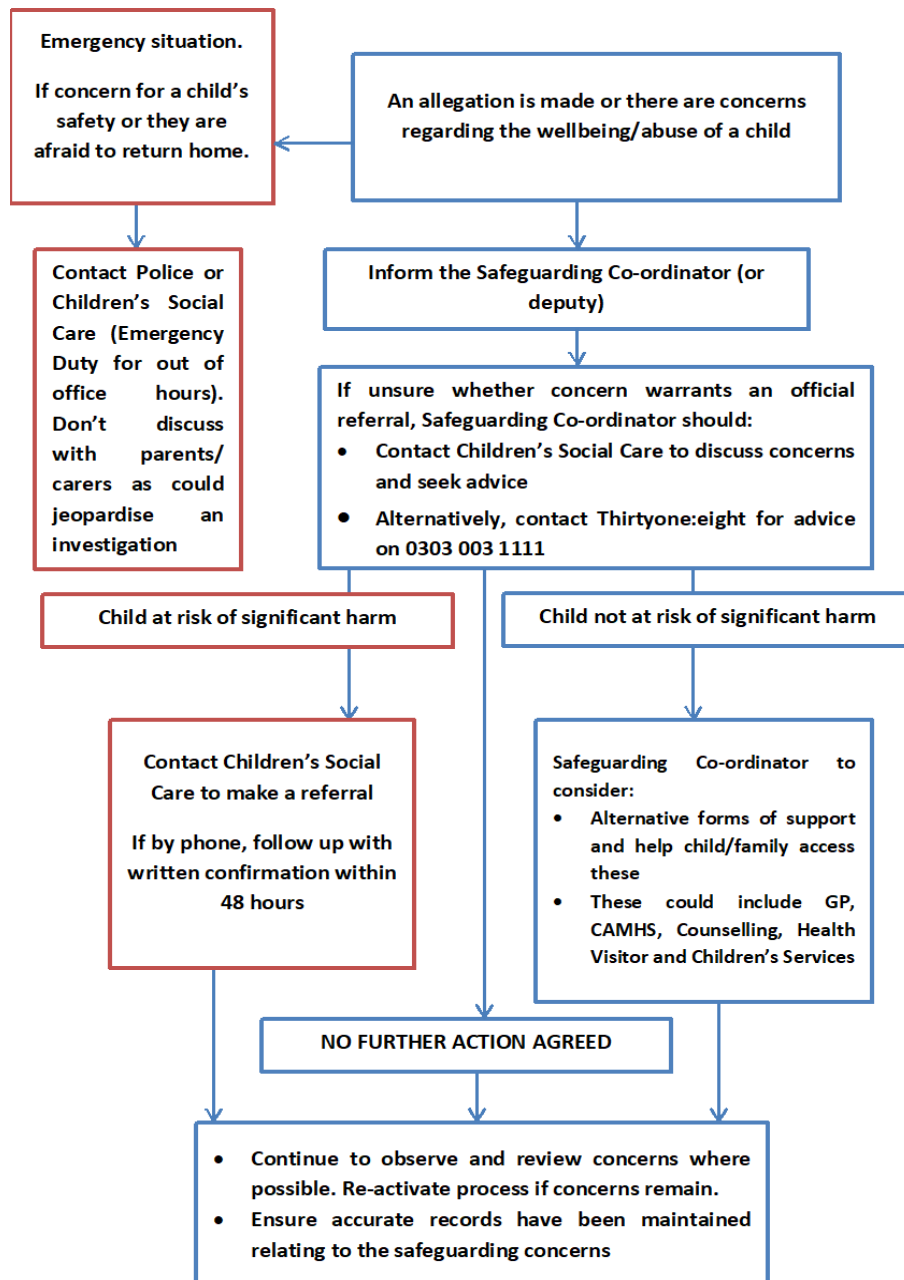 Emergency situation.
If concern for a child's
safety or they are
afraid to return home.
An allegation is made or there are concerns
regarding the wellbeing/abuse of a child
Contact Police or
Children's Social
Care (Emergency
Duty for out of
office hours).
Don't discuss
with parents/
carers as could
jeopardise an
investigation
Inform the Safeguarding Co-ordinator (or
deputy)
If unsure whether concern warrants an official
referral, Safeguarding Co-ordinator should:
• Contact Children's Social Care to discuss concerns
and seek advice
• Alternatively, contact Thirtyone:eight for advice
on 0303 003 1111
Child at risk of significant harm
Child not at risk of significant harm
Contact Children's Social
Care to make a referral
If by phone, follow up with
written confirmation within
48 hours
Safeguarding Co-ordinator to
consider:
• Alternative forms of support
and help child/family access
these
• These could include GP,
CAMHS, Counselling, Health
Visitor and Children's Services
NO FURTHER ACTION AGREED
• Continue to observe and review concerns where
possible. Re-activate process if concerns remain.
• Ensure accurate records have been maintained
relating to the safeguarding concerns